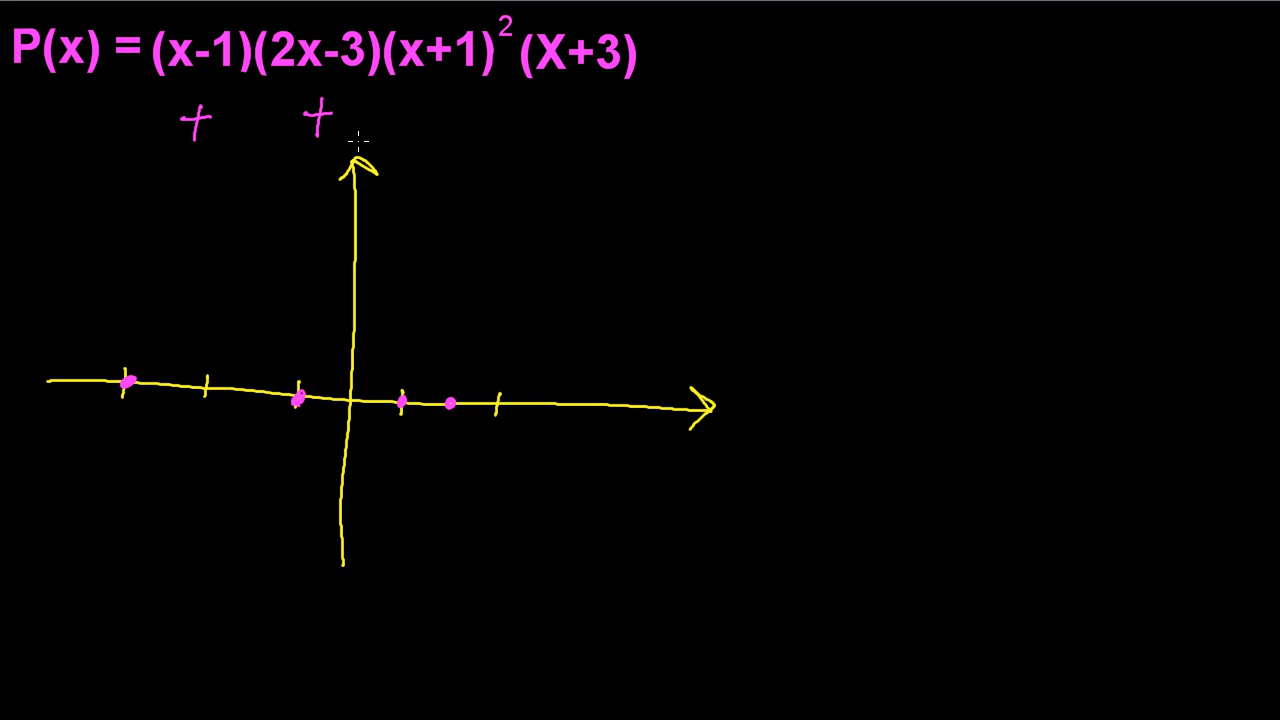 P(x) = (x-1)(2x-3)(x+1)² (X+3)
+ +